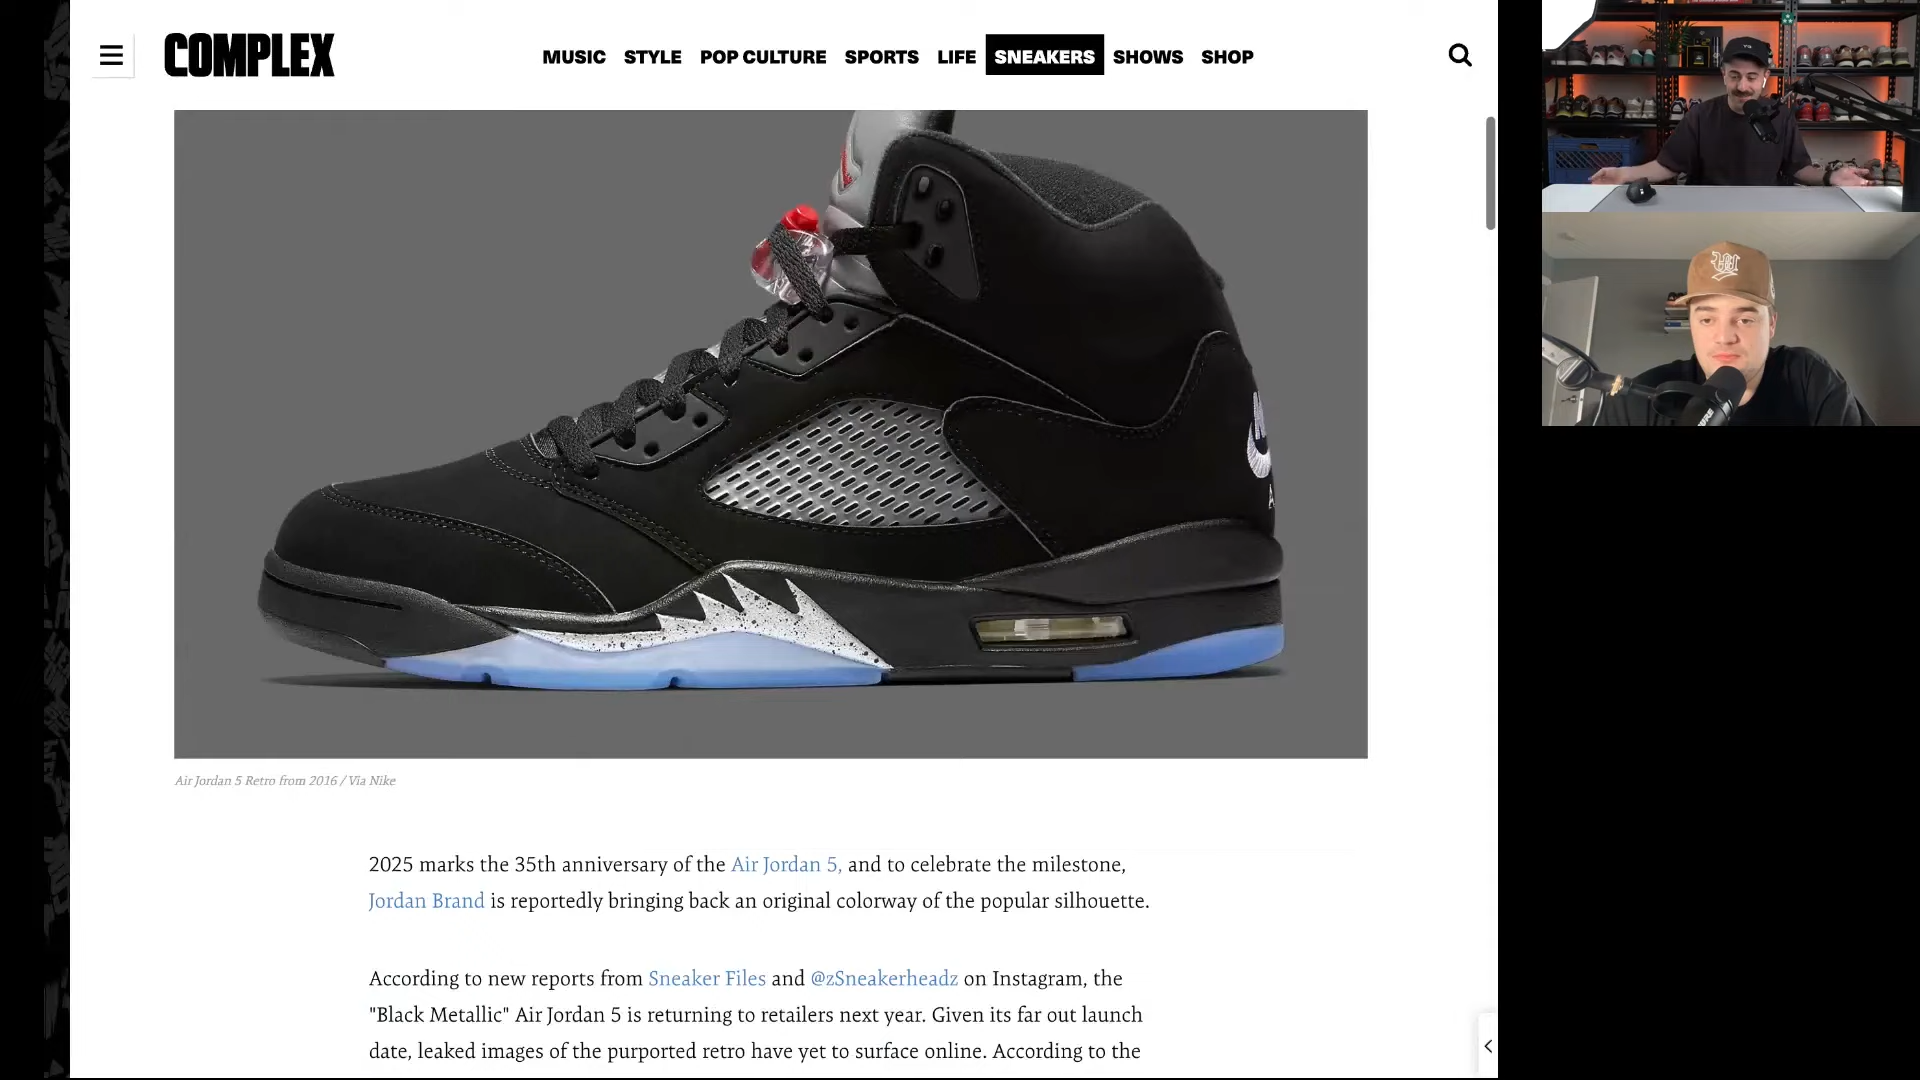 COMPLEX
MUSIC STYLE POP CULTURE SPORTS LIFE SNEAKERS SHOWS SHOP
Air Jordan 5 Retro from 2016 / Via Nike
2025 marks the 35th anniversary of the Air Jordan 5, and to celebrate the milestone,
Jordan Brand is reportedly bringing back an original colorway of the popular silhouette.
According to new reports from Sneaker Files and @zSneakerheadz on Instagram, the
"Black Metallic" Air Jordan 5 is returning to retailers next year. Given its far out launch
date, leaked images of the purported retro have yet to surface online. According to the